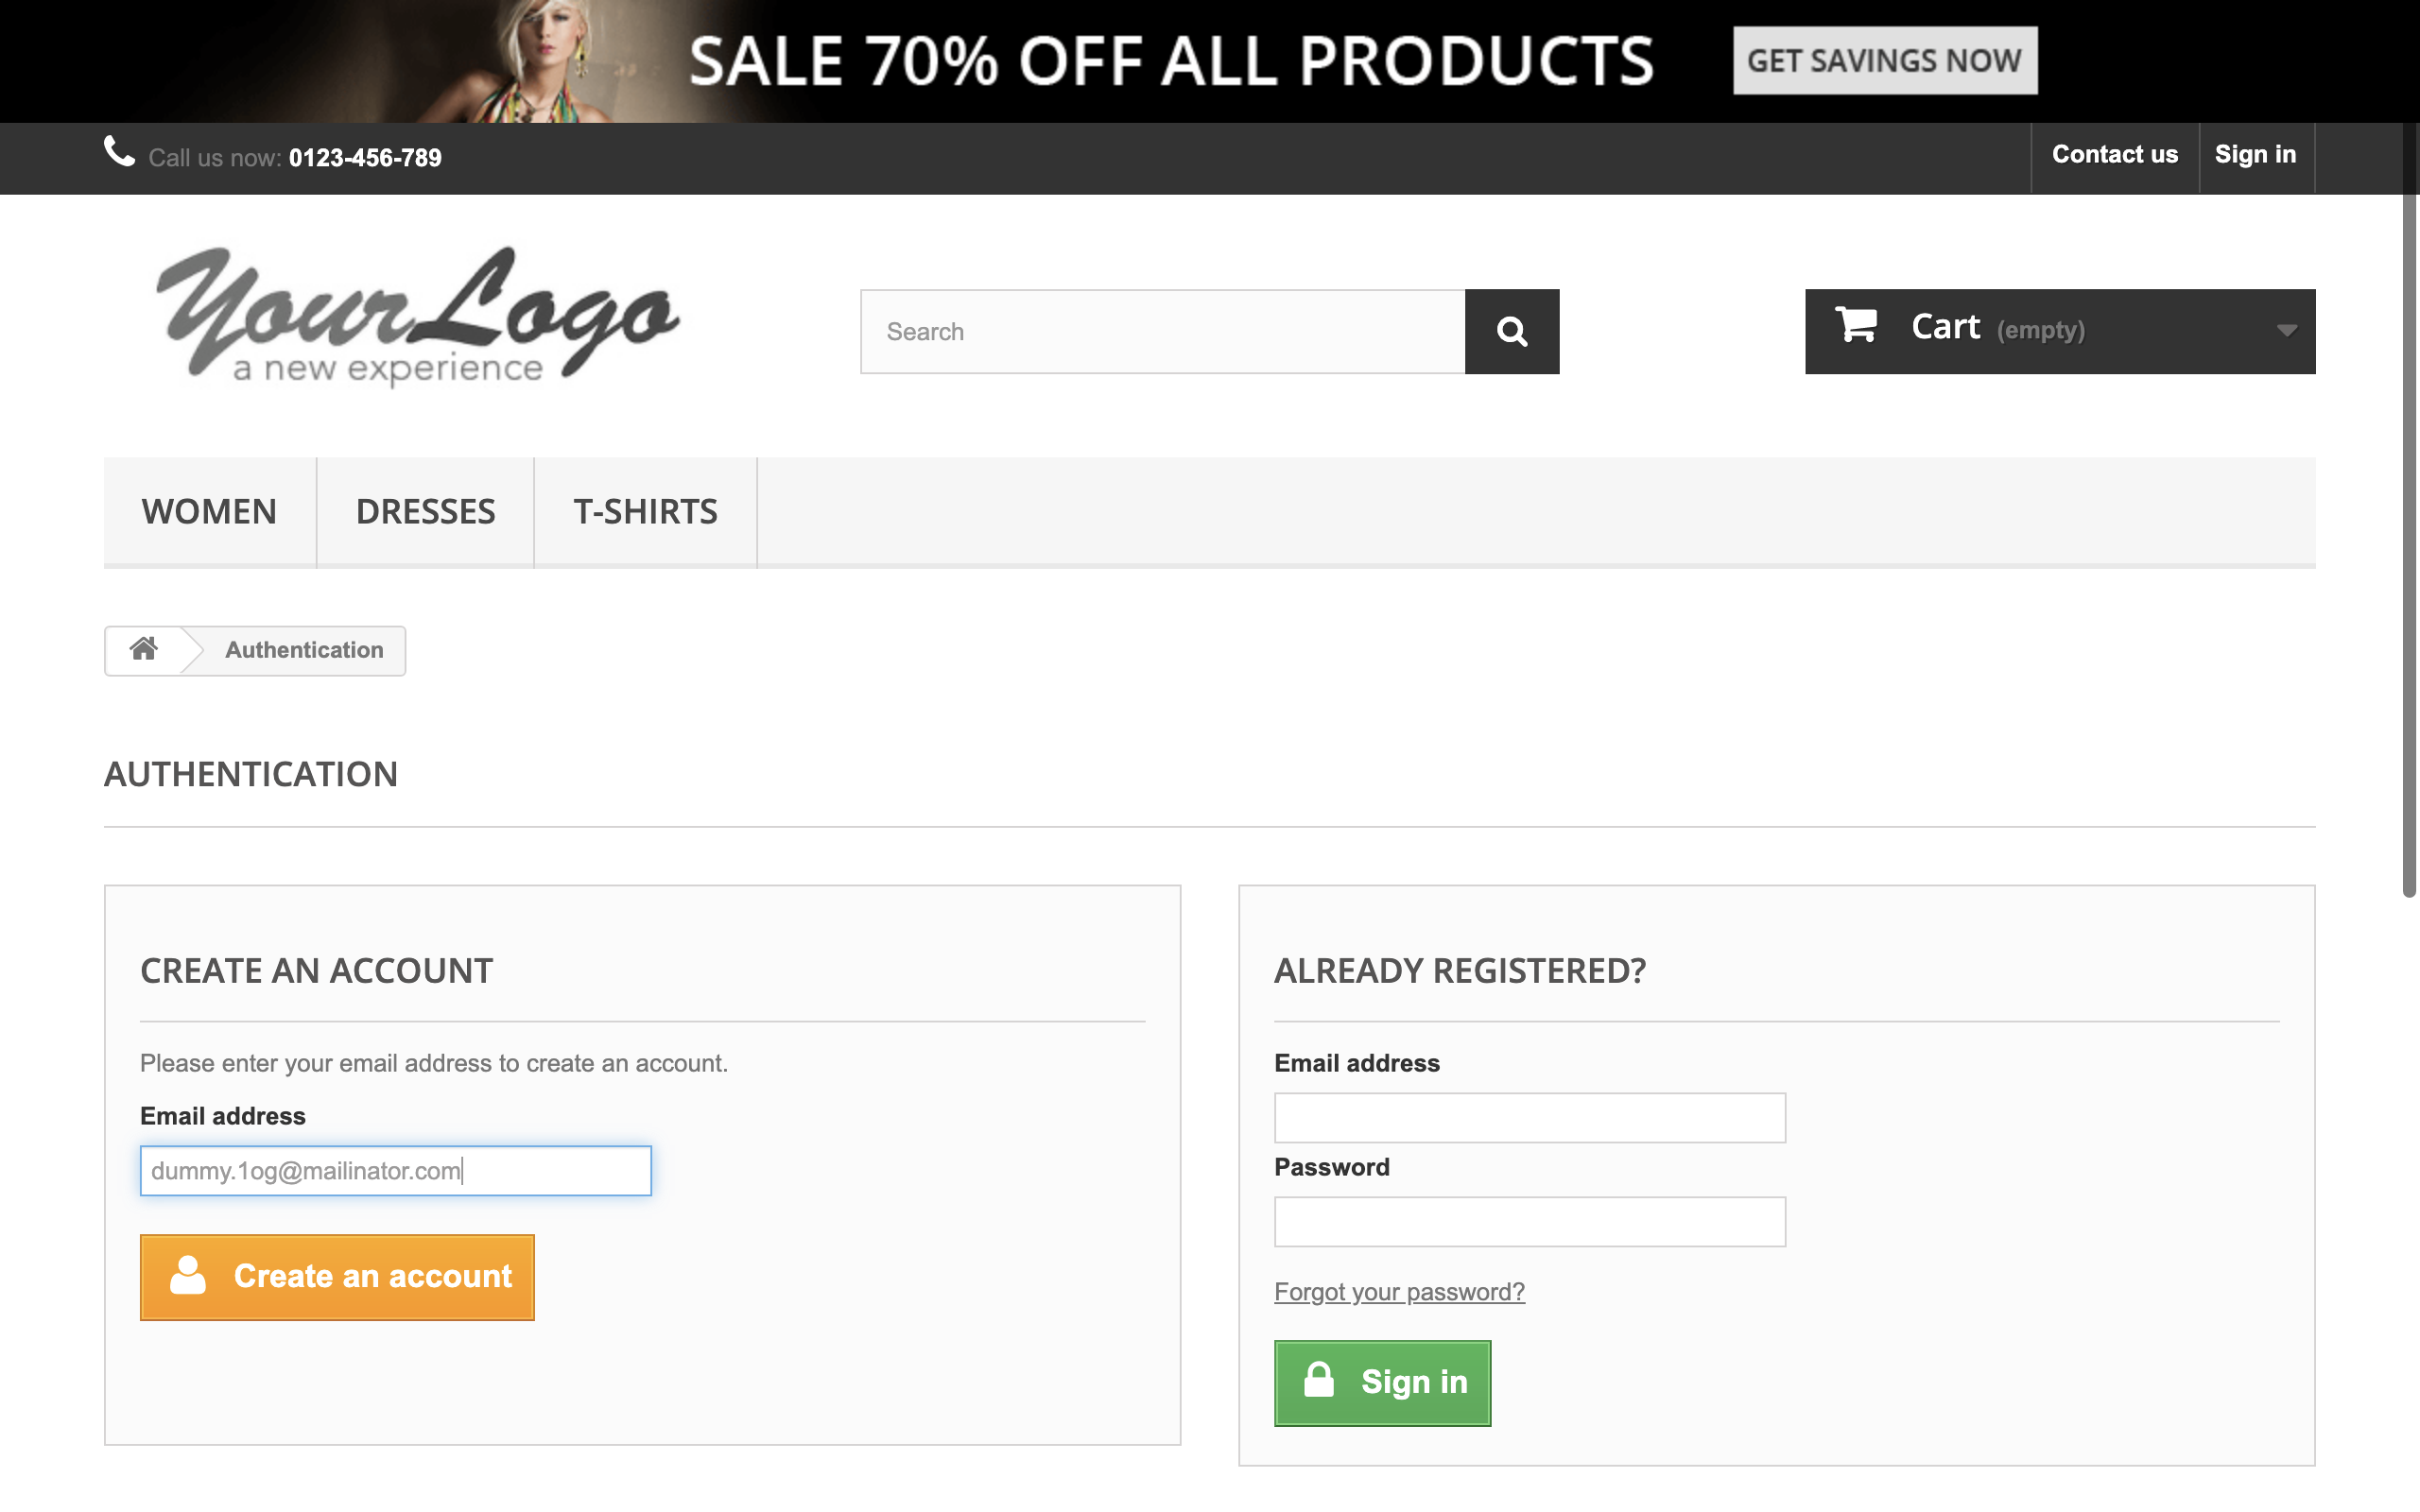 SALE 70% OFF ALL PRODUCTS GET SAVINGS NOW
Call us now: 0123-456-789 Contact us Sign in
Your Logo
a new experience
Search
Cart (empty)
WOMEN DRESSES T-SHIRTS
Authentication
AUTHENTICATION
CREATE AN ACCOUNT
Please enter your email address to create an account.
Email address
dummy.1og@mailinator.com
Create an account
ALREADY REGISTERED?
Email address
Password
Forgot your password?
Sign in